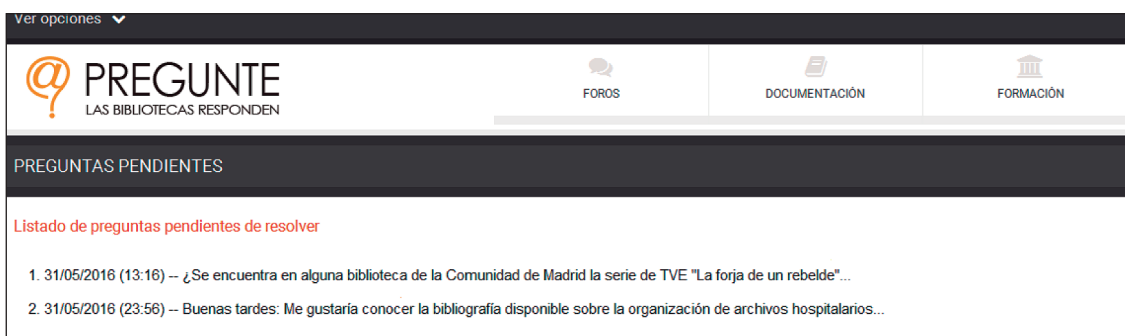 Ver opciones
PREGUNTE
LAS BIBLIOTECAS RESPONDEN
FOROS
DOCUMENTACIÓN
FORMACIÓN
PREGUNTAS PENDIENTES
Listado de preguntas pendientes de resolver
1. 31/05/2016 (13:16) -- ¿Se encuentra en alguna biblioteca de la Comunidad de Madrid la serie de TVE "La forja de un rebelde"...
2. 31/05/2016 (23:56) -- Buenas tardes: Me gustaría conocer la bibliografía disponible sobre la organización de archivos hospitalarios...